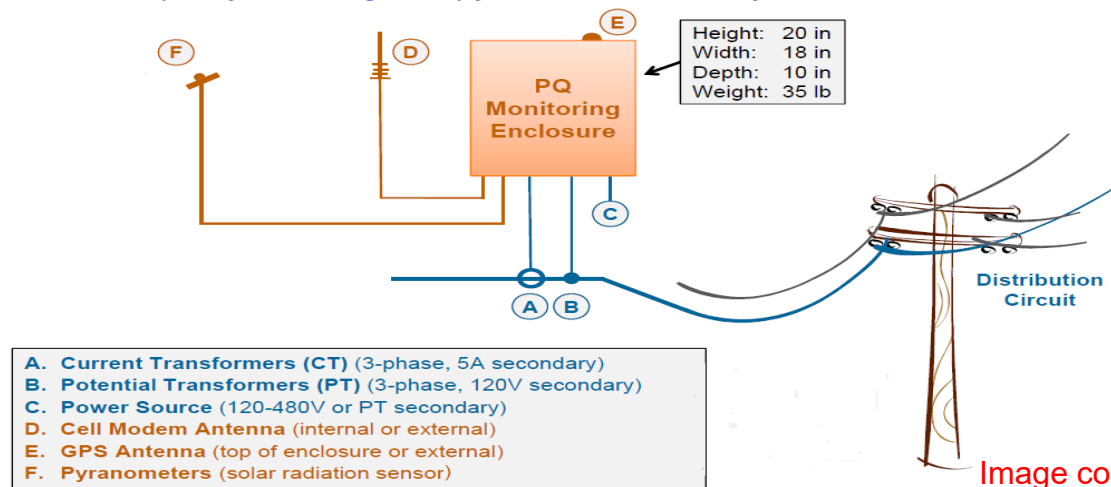 E
F
D
Height: 20 in
Width: 18 in
Depth: 10 in
Weight: 35 lb
PQ
Monitoring
Enclosure
C
Distribution
Circuit
A
B
A. Current Transformers (CT) (3-phase, 5A secondary)
B. Potential Transformers (PT) (3-phase, 120V secondary)
C. Power Source (120-480V or PT secondary)
D. Cell Modem Antenna (internal or external)
E. GPS Antenna (top of enclosure or external)
F. Pyranometers (solar radiation sensor)
Image co